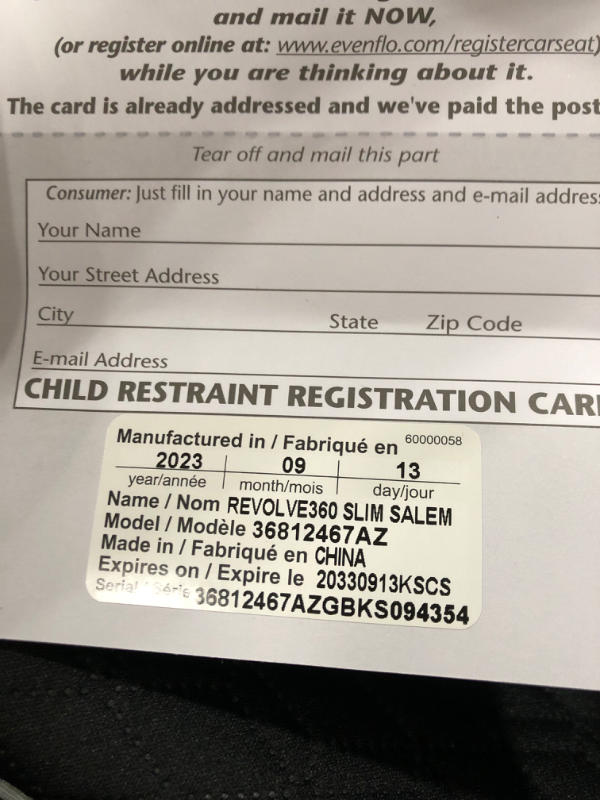 and mail it NOW,
(or register online at: www.evenflo.com/registercarseat)
while you are thinking about it.
The card is already addressed and we've paid the post
Tear off and mail this part
Consumer: Just fill in your name and address and e-mail address
Your Name
Your Street Address
City State Zip Code
E-mail Address
CHILD RESTRAINT REGISTRATION CAR
Manufactured in / Fabriqué en 60000058
2023 09 13
year/année month/mois day/jour
Name / Nom REVOLVE360 SLIM SALEM
Model / Modèle 36812467AZ
Made in / Fabriqué en CHINA
Expires on / Expire le 20330913KSCS
Serial / Série 36812467AZGBKS094354